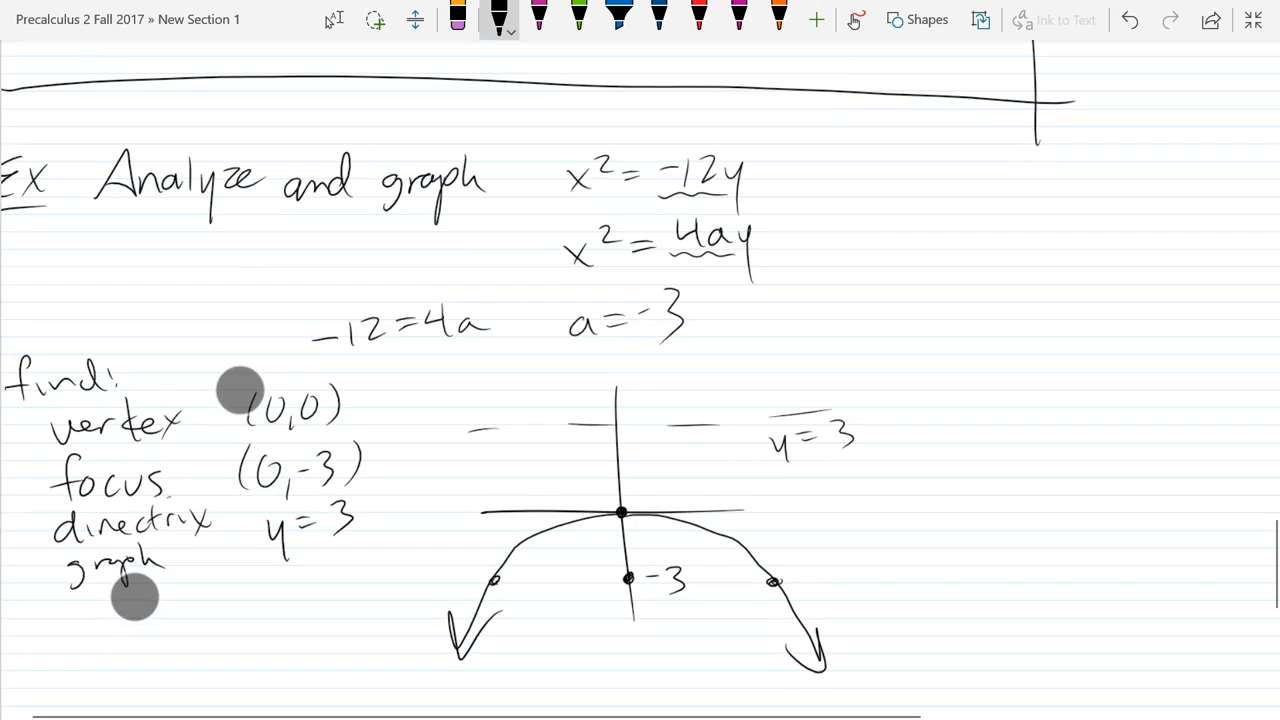 Precalculus 2 Fall 2017 » New Section 1
Shapes
Ink to Text
EX Analyze and graph x² = -12y
x² = 4ay
-12 = 4a a = -3
find:
vertex (0,0)
focus (0,-3)
directrix y = 3
graph
y = 3
-3